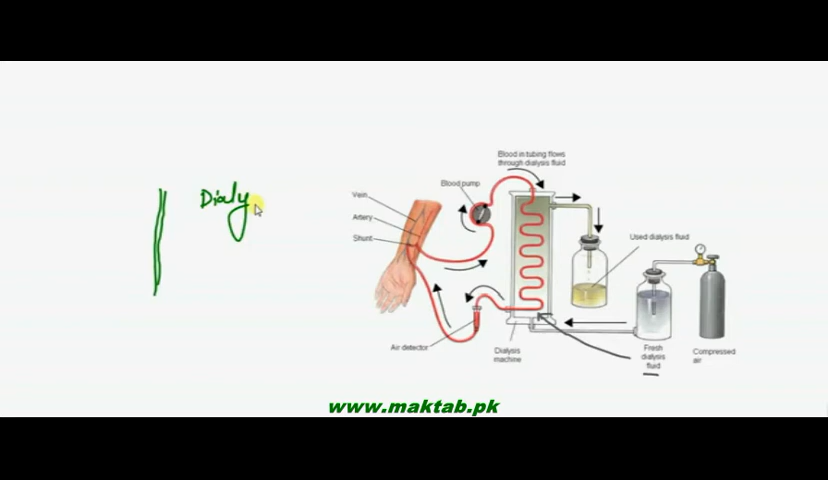 Dialy
Blood in tubing flows
through dialysis fluid
Blood pump
Vein
Artery
Shunt
Used dialysis fluid
Air detector
Dialysis
machine
Fresh
dialysis
fluid
Compressed
air
www.maktab.pk